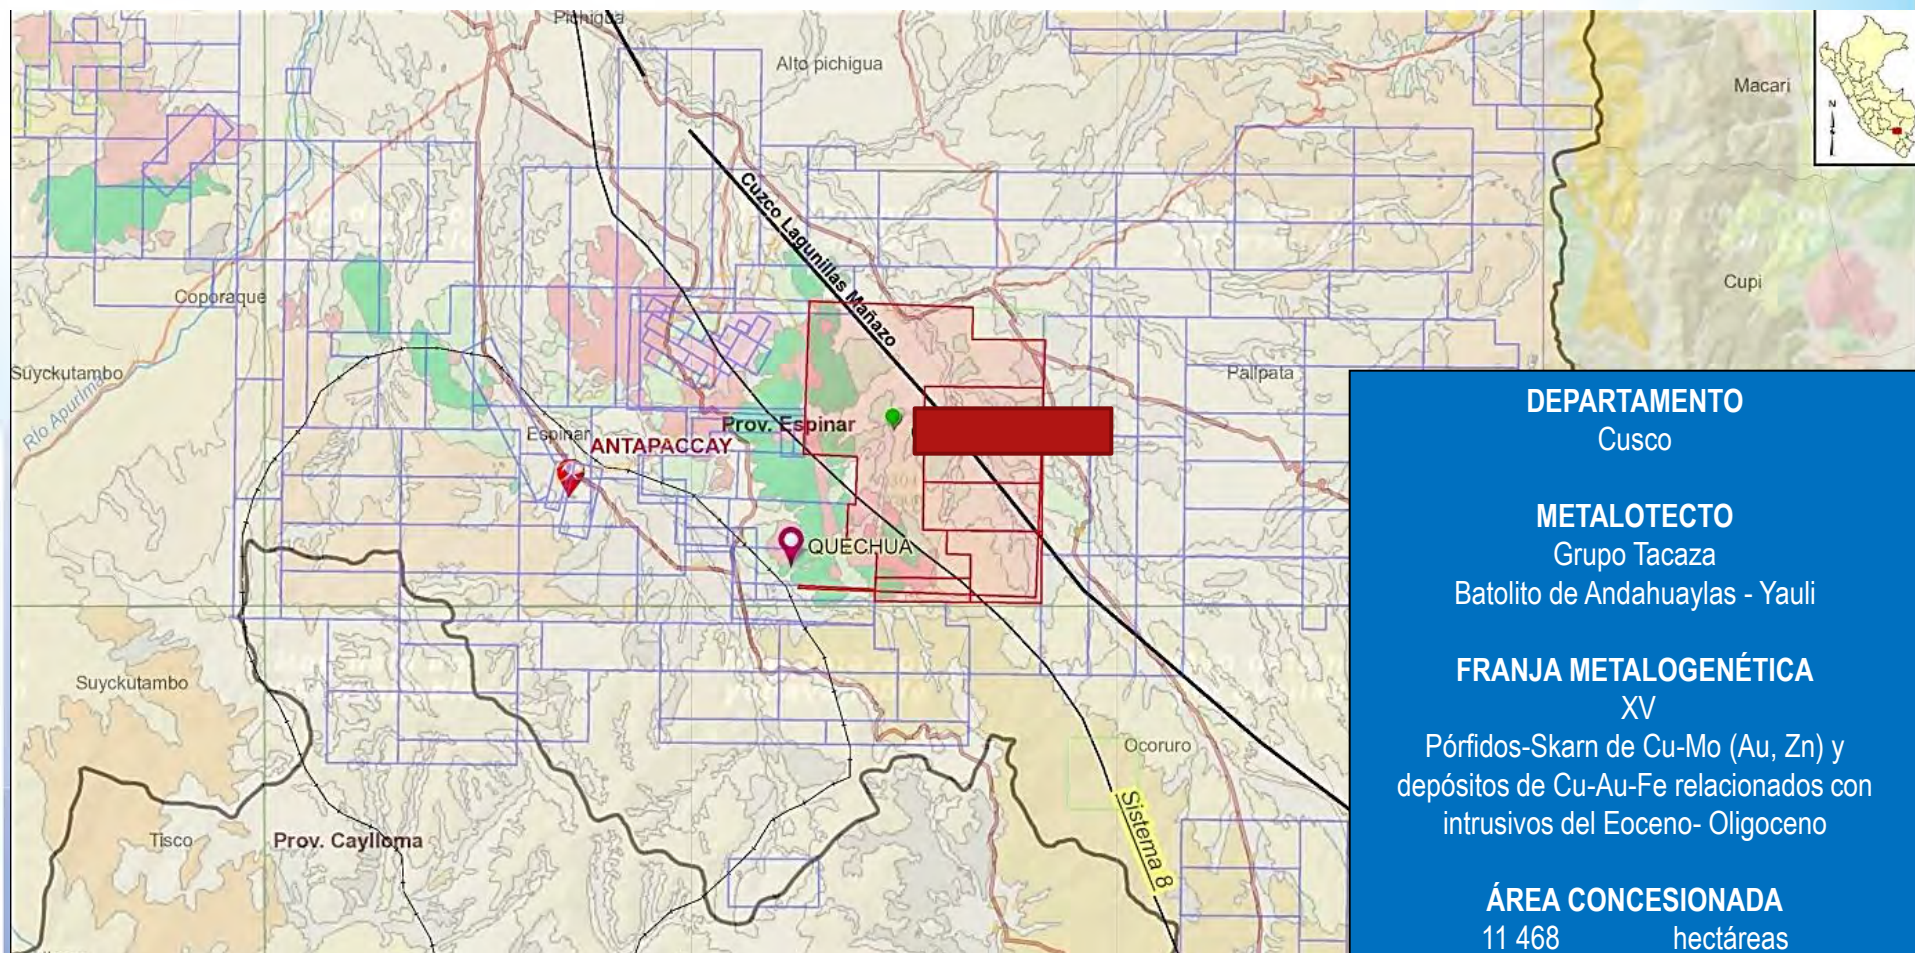 Pichigua
Alto pichigua
Macari
N
Cuzco Lagunillas Mañazo
Cupi
Coporaque
Suyckutambo
Río Apurima
Pallpata
Prov. Espinar
Espinar
ANTAPACCAY
QUECHUA
Suyckutambo
Ocoruro
Sistema 8
Tisco
Prov. Caylloma
DEPARTAMENTO
Cusco
METALOTECTO
Grupo Tacaza
Batolito de Andahuaylas - Yauli
FRANJA METALOGENÉTICA
XV
Pórfidos-Skarn de Cu-Mo (Au, Zn) y
depósitos de Cu-Au-Fe relacionados con
intrusivos del Eoceno- Oligoceno
ÁREA CONCESIONADA
11 468 hectáreas